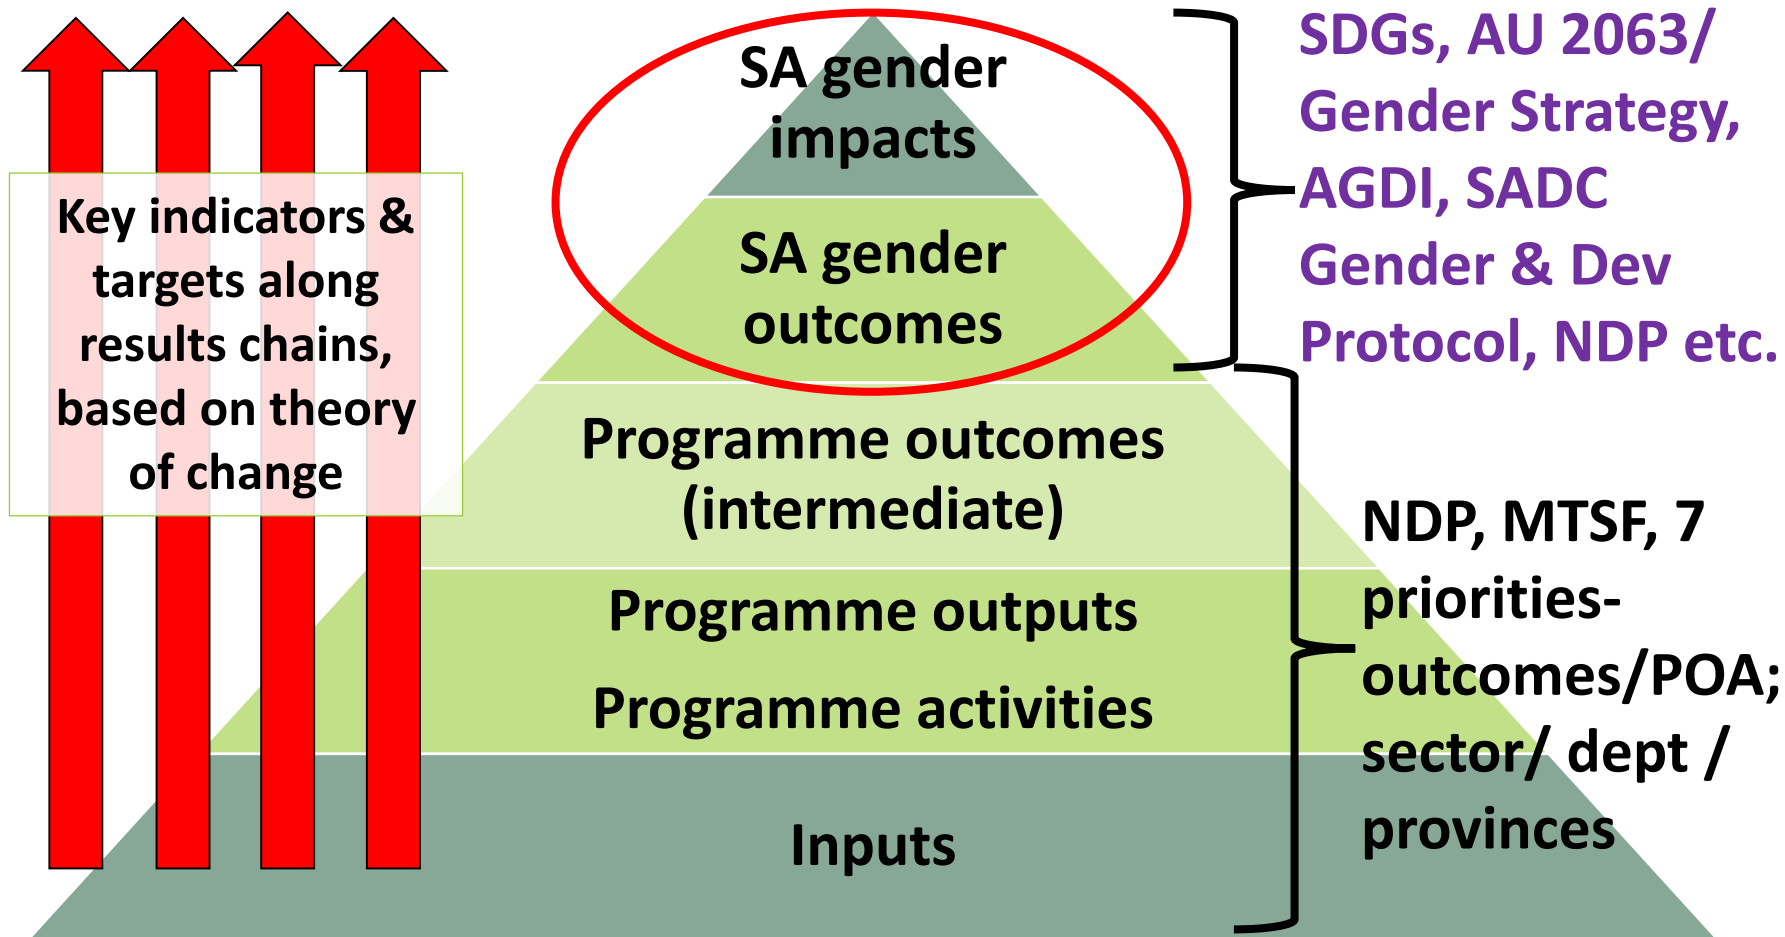 Key indicators &
targets along
results chains,
based on theory
of change
SA gender
impacts
SA gender
outcomes
Programme outcomes
(intermediate)
Programme outputs
Programme activities
Inputs
SDGs, AU 2063/
Gender Strategy,
AGDI, SADC
Gender & Dev
Protocol, NDP etc.
NDP, MTSF, 7
priorities-
outcomes/POA;
sector/ dept /
provinces